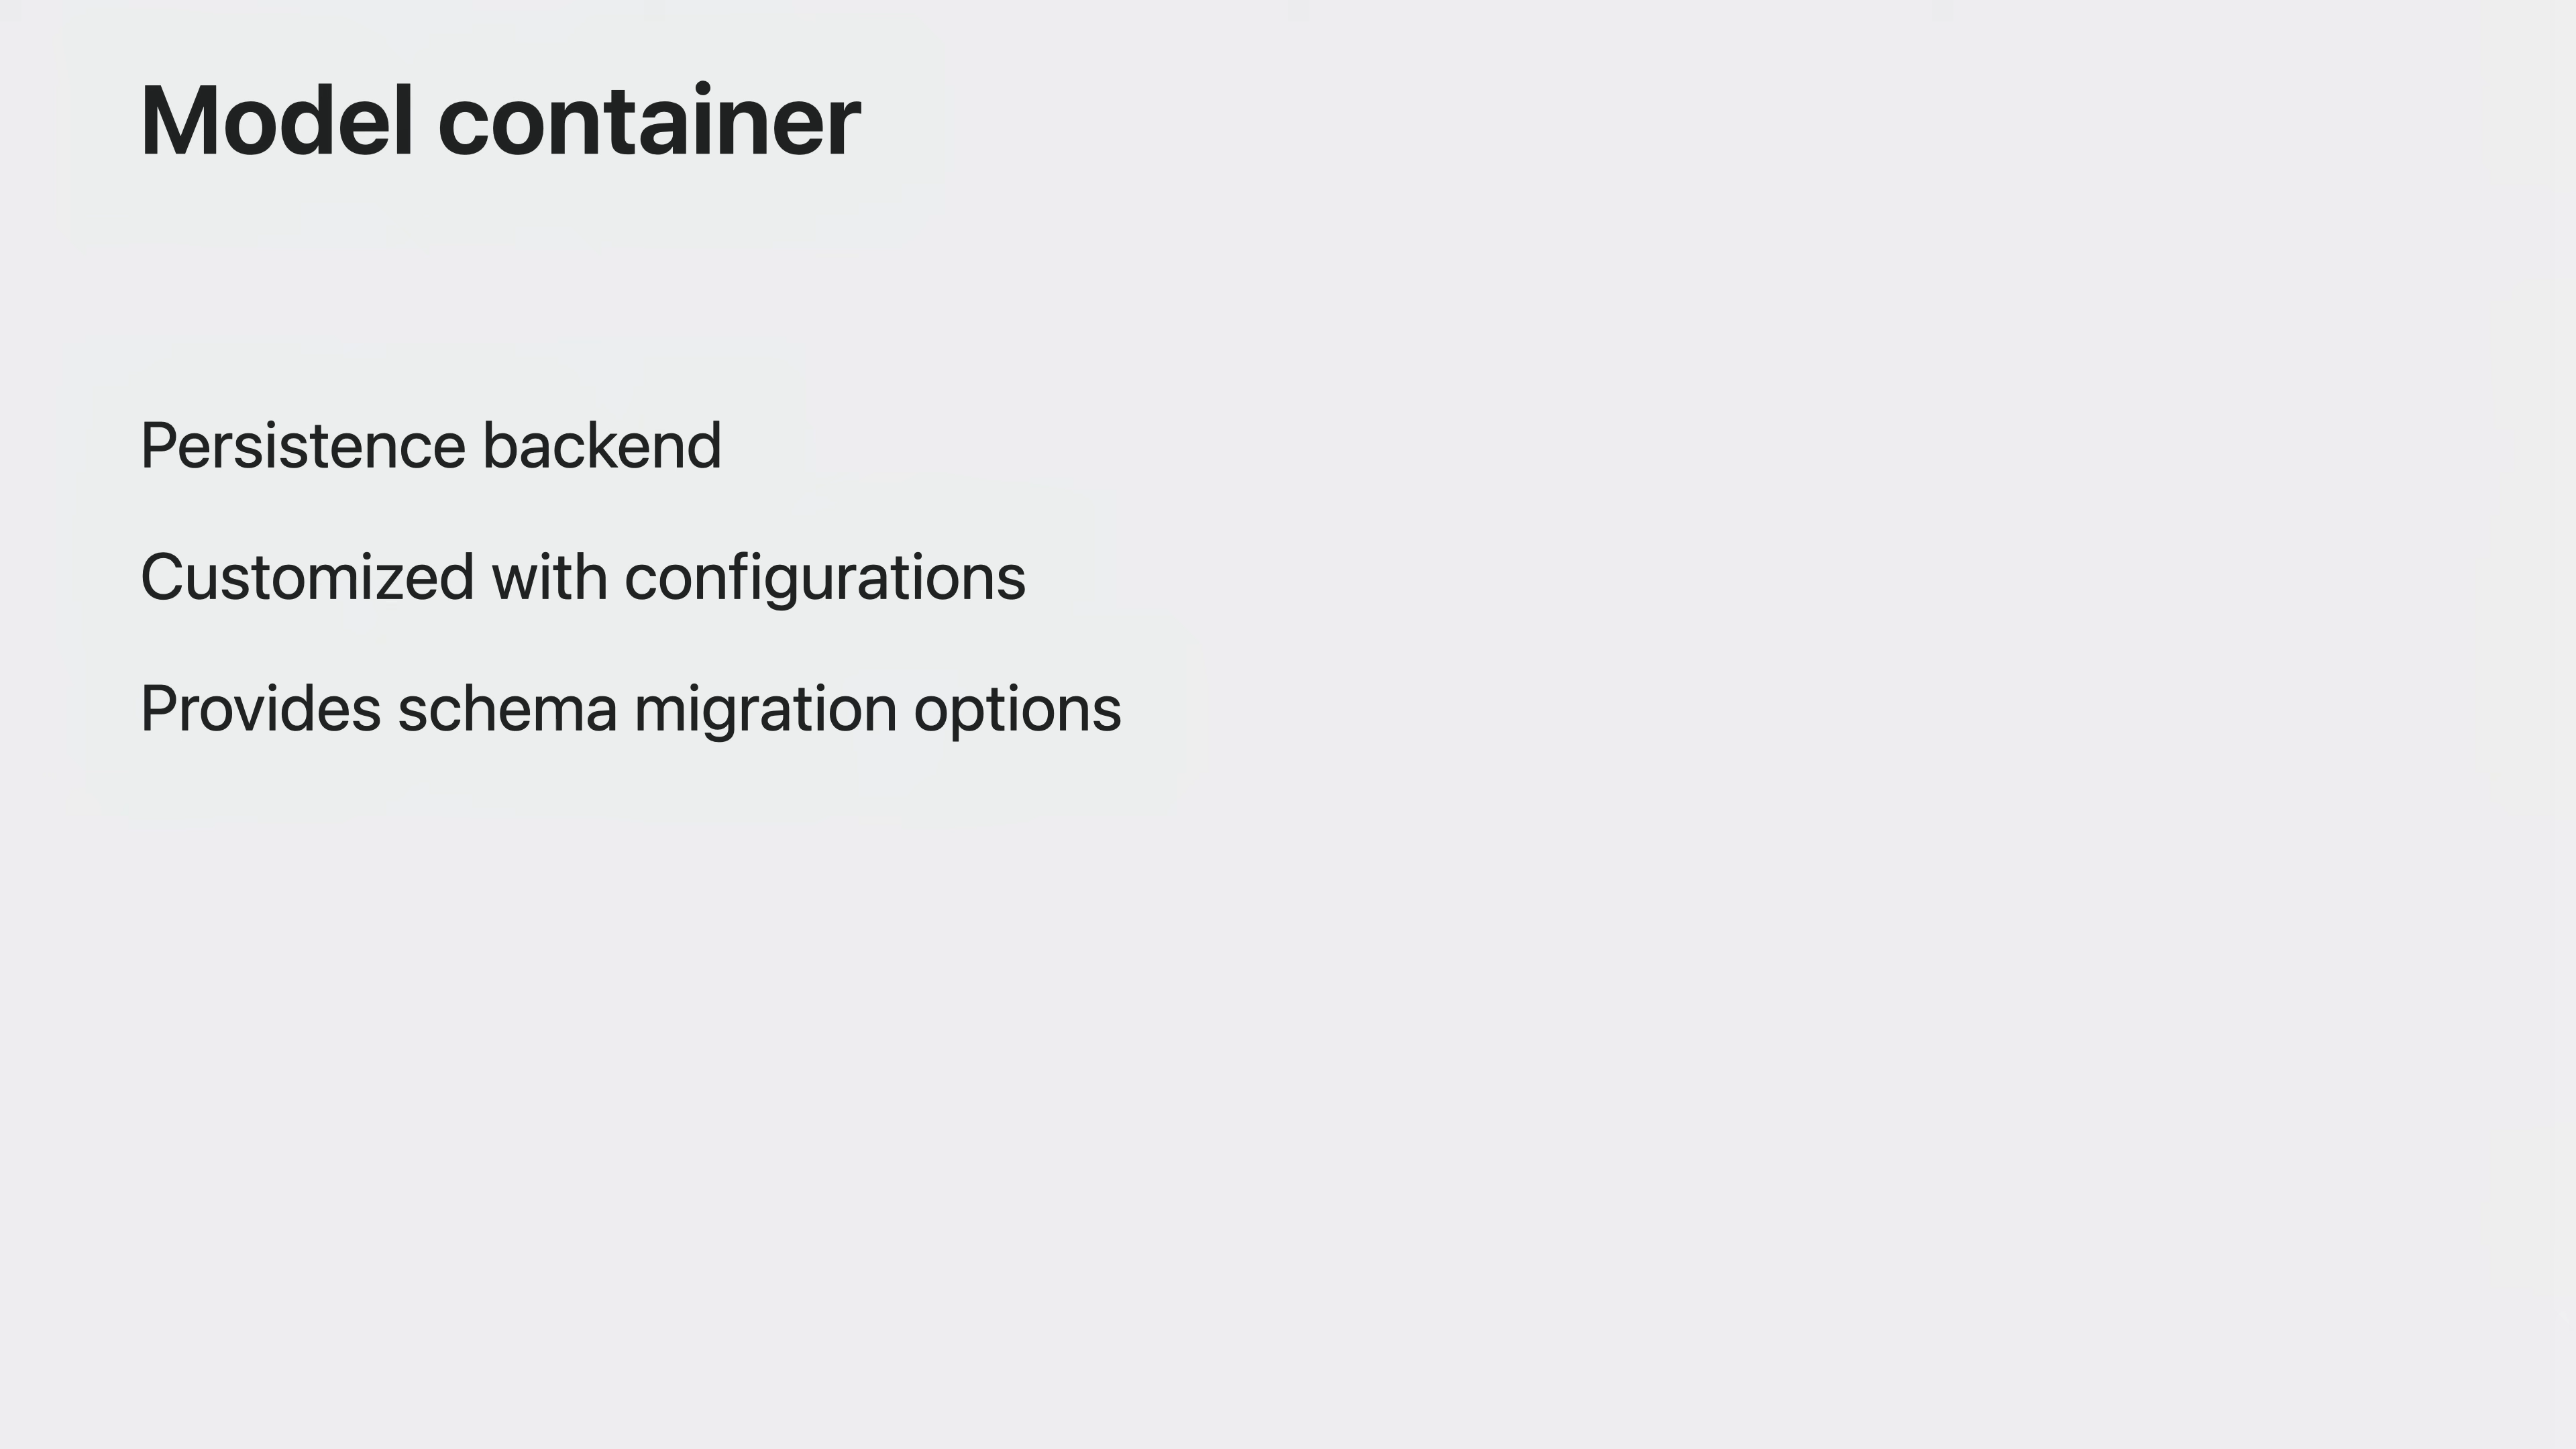 Model container
Persistence backend
Customized with configurations
Provides schema migration options